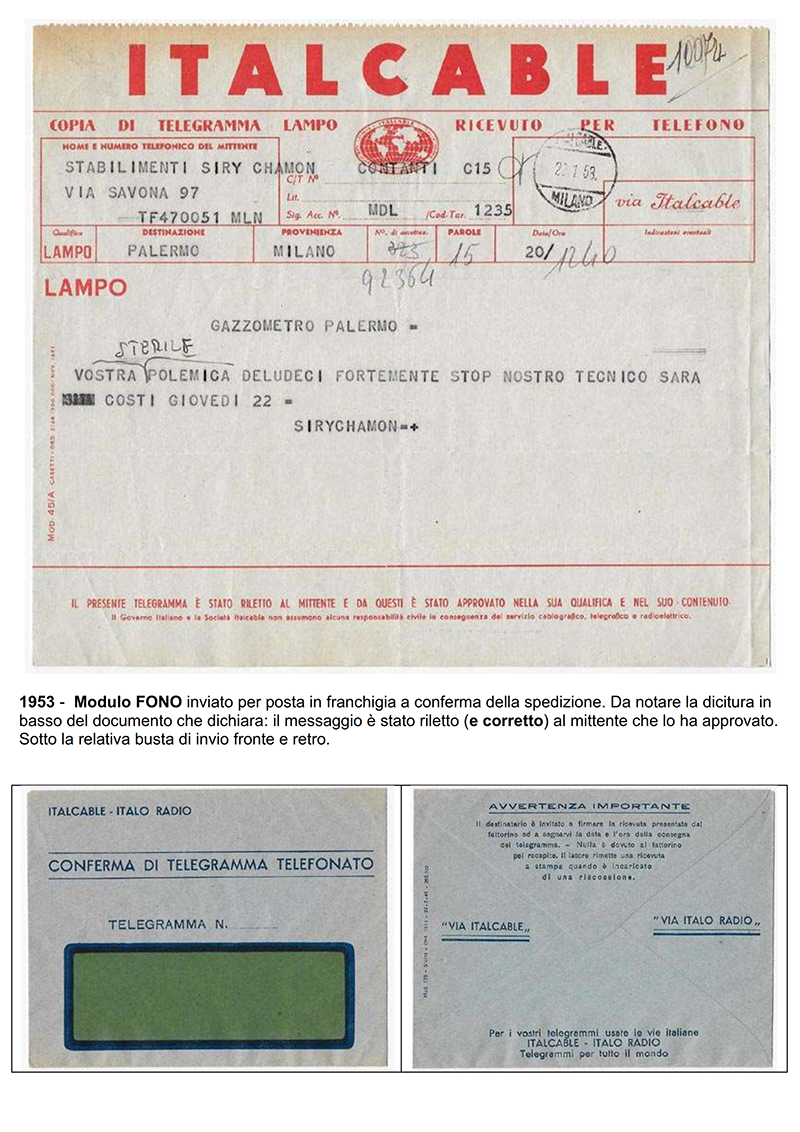 ITALCABLE
10074
COPIA DI TELEGRAMMA LAMPO RICEVUTO PER TELEFONO
NOME E NUMERO TELEFONICO DEL MITTENTE
STABILIMENTI SIRY CHAMON CONTANTI C15
C/T Nº
VIA SAVONA 97
Lit.
TF470051 MLN
Sig. Acc. Nº. MDL /Cod-Tar. 1235
MILANO
via Italcable
Qualifica DESTINAZIONE PROVENIENZA Nº. di accettaz. PAROLE Data/Ora Indicazioni eventuali
LAMPO PALERMO MILANO 15 20/1240
92364
LAMPO
GAZZOMETRO PALERMO =
STERILE
VOSTRA POLEMICA DELUDECI FORTEMENTE STOP NOSTRO TECNICO SARA
COSTI GIOVEDI 22 =
SIRYCHAMON=+
MOD. 45/A
IL PRESENTE TELEGRAMMA È STATO RILETTO AL MITTENTE E DA QUESTI È STATO APPROVATO NELLA SUA QUALIFICA E NEL SUO CONTENUTO
Il Governo Italiano e la Società Italcable non assumono alcuna responsabilità civile in conseguenza del servizio cablografico, telegrafico e radioelettrico.
1953 - Modulo FONO inviato per posta in franchigia a conferma della spedizione. Da notare la dicitura in
basso del documento che dichiara: il messaggio è stato riletto (e corretto) al mittente che lo ha approvato.
Sotto la relativa busta di invio fronte e retro.
ITALCABLE - ITALO RADIO
CONFERMA DI TELEGRAMMA TELEFONATO
TELEGRAMMA N.
AVVERTENZA IMPORTANTE
Il destinatario è invitato a firmare la ricevuta presentata dal
fattorino ed a segnarvi la data e l'ora della consegna
del telegramma. - Nulla è dovuto al fattorino
pel recapito. Il latore rimette una ricevuta
a stampa quando è incaricato
di una riscossione.
"VIA ITALCABLE„
"VIA ITALO RADIO„
Per i vostri telegrammi usate le vie italiane
ITALCABLE - ITALO RADIO
Telegrammi per tutto il mondo